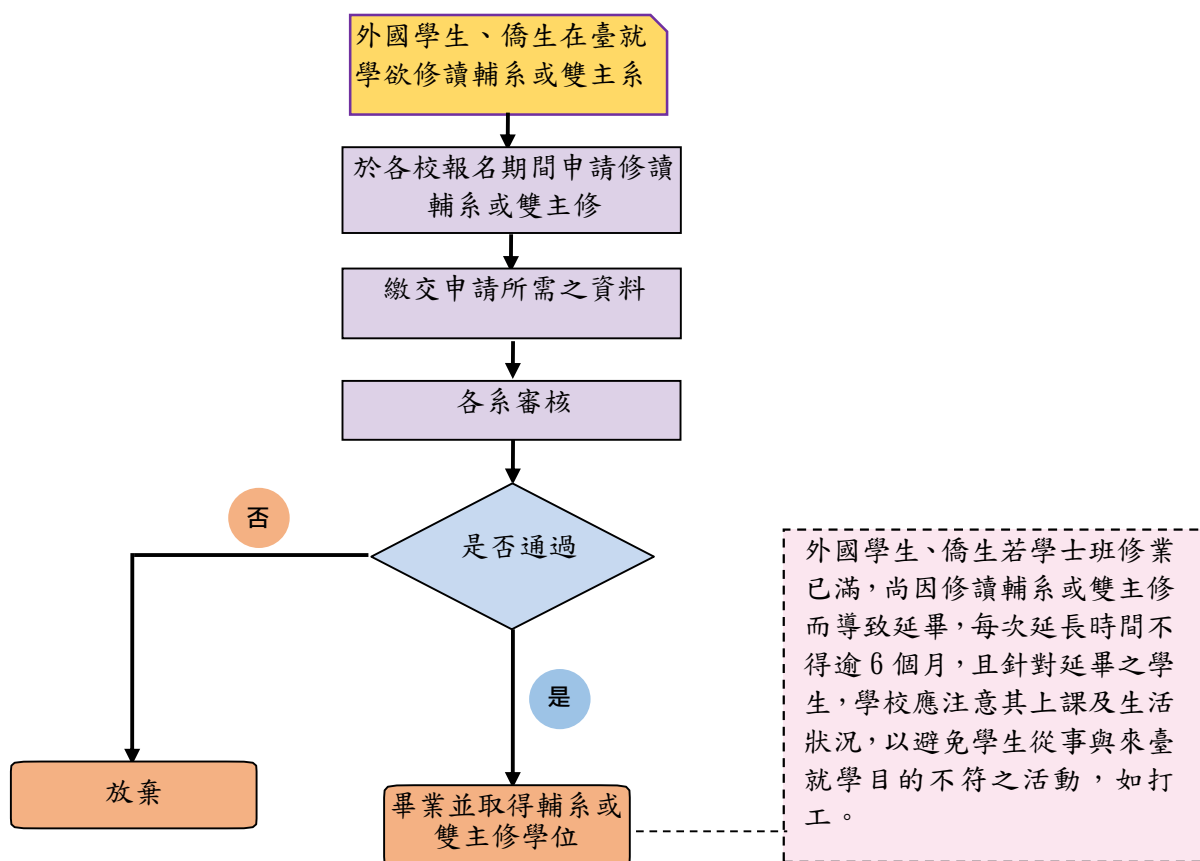 外國學生、僑生在臺就
學欲修讀輔系或雙主系
於各校報名期間申請修讀
輔系或雙主修
繳交申請所需之資料
各系審核
是否通過
否
是
放棄
畢業並取得輔系或
雙主修學位
外國學生、僑生若學士班修業
已滿，尚因修讀輔系或雙主修
而導致延畢，每次延長時間不
得逾6個月，且針對延畢之學
生，學校應注意其上課及生活
狀況，以避免學生從事與來臺
就學目的不符之活動，如打
工。